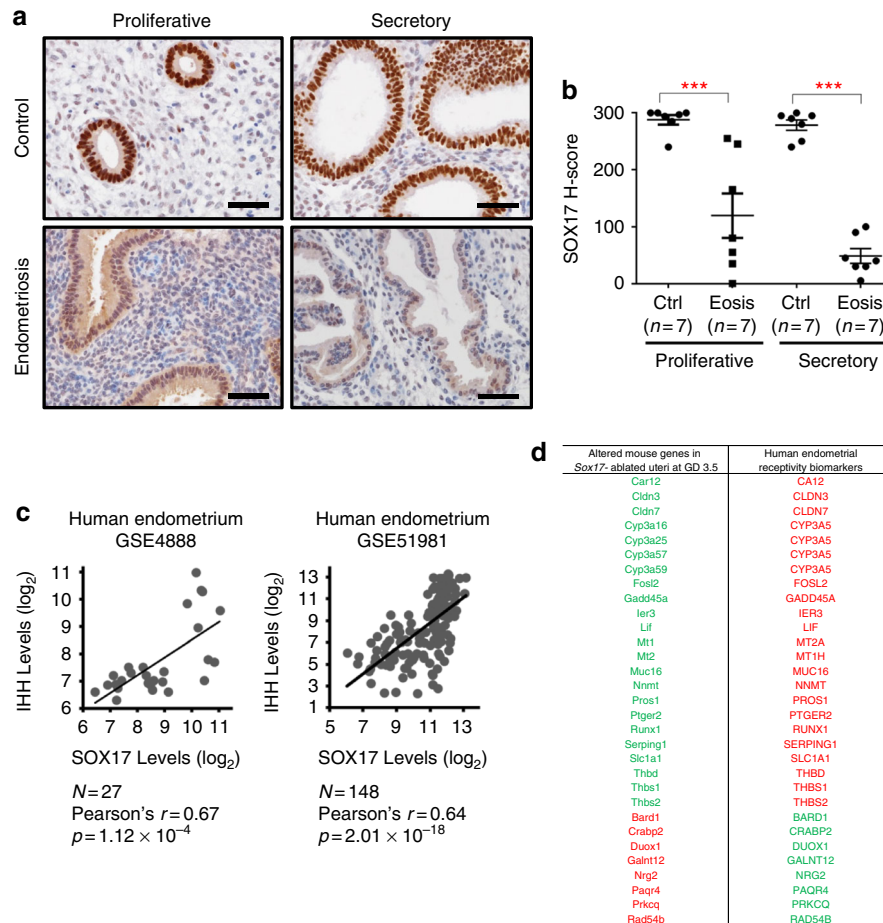 a
Proliferative
Secretory
Control
Endometriosis
b
***
***
SOX17 H-score
300
200
100
0
Ctrl
Eosis
Ctrl
Eosis
(n=7)
(n=7)
(n=7)
(n=7)
Proliferative
Secretory
c
Human endometrium
GSE4888
IHH Levels (log2)
11
10
9
8
7
6
6 7 8 9 10 11
SOX17 Levels (log2)
N=27
Pearson's r=0.67
p=1.12 × 10–4
Human endometrium
GSE51981
IHH Levels (log2)
13
11
9
7
5
3
1
5 7 9 11 13
SOX17 Levels (log2)
N=148
Pearson's r=0.64
p=2.01 × 10–18
d
Altered mouse genes in Human endometrial
Sox17- ablated uteri at GD 3.5 receptivity biomarkers
Car12 CA12
Cldn3 CLDN3
Cldn7 CLDN7
Cyp3a16 CYP3A5
Cyp3a25 CYP3A5
Cyp3a57 CYP3A5
Cyp3a59 CYP3A5
Fosl2 FOSL2
Gadd45a GADD45A
Ier3 IER3
Lif LIF
Mt1 MT2A
Mt2 MT1H
Muc16 MUC16
Nnmt NNMT
Pros1 PROS1
Ptger2 PTGER2
Runx1 RUNX1
Serping1 SERPING1
Slc1a1 SLC1A1
Thbd THBD
Thbs1 THBS1
Thbs2 THBS2
Bard1 BARD1
Crabp2 CRABP2
Duox1 DUOX1
Galnt12 GALNT12
Nrg2 NRG2
Paqr4 PAQR4
Prkcq PRKCQ
Rad54b RAD54B